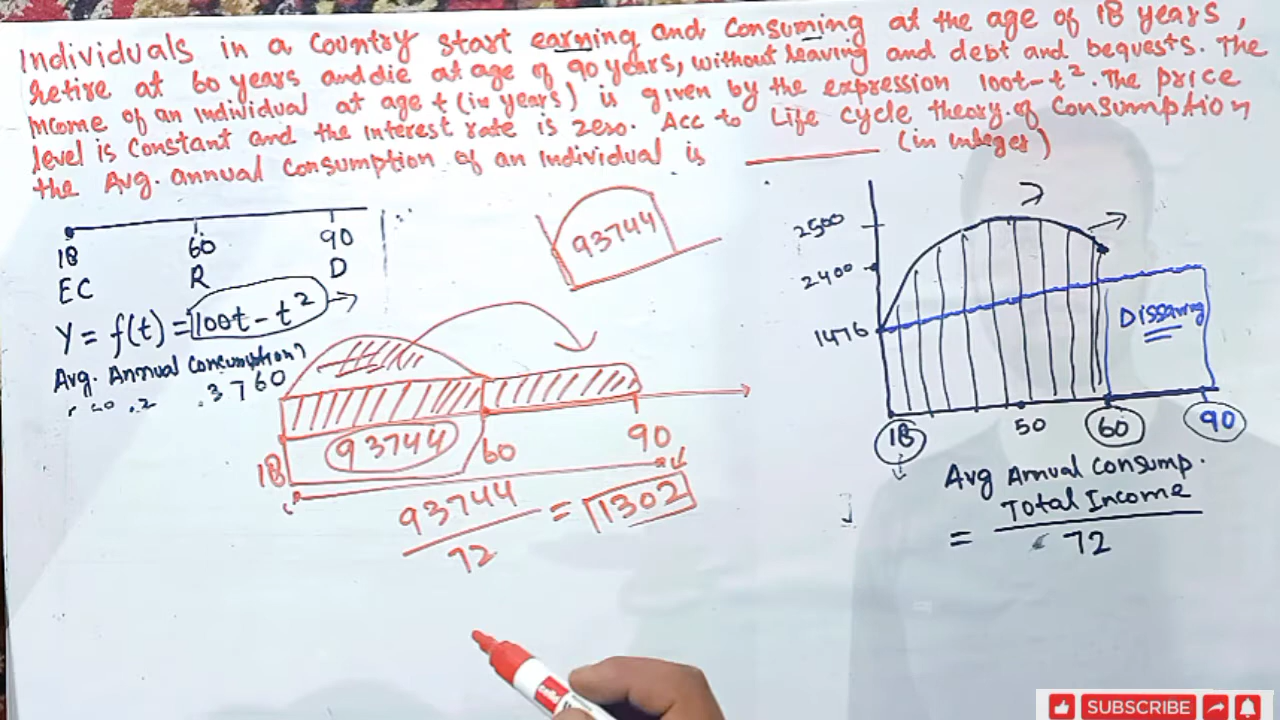 Individuals in a Country start earning and Consuming at the age of 18 years,
retire at 60 years and die at age of 90 years, without leaving and debt and bequests. The
Income of an Individual at age t (in years) is given by the expression 100t - t². The price
level is Constant and the interest rate is zero. Acc to Life Cycle theory of Consumption
the Avg. annual Consumption of an individual is ________ (in integer)
18 60 90
EC R D
Y = f(t) = 100t - t²
Avg. Annual Consumption?
3760
93744
18 93744 60 90
93744
72
= 1302
2500
2400
1476
Dissaving
18 50 60 90
Avg Annual Consump.
= Total Income
72
SUBSCRIBE